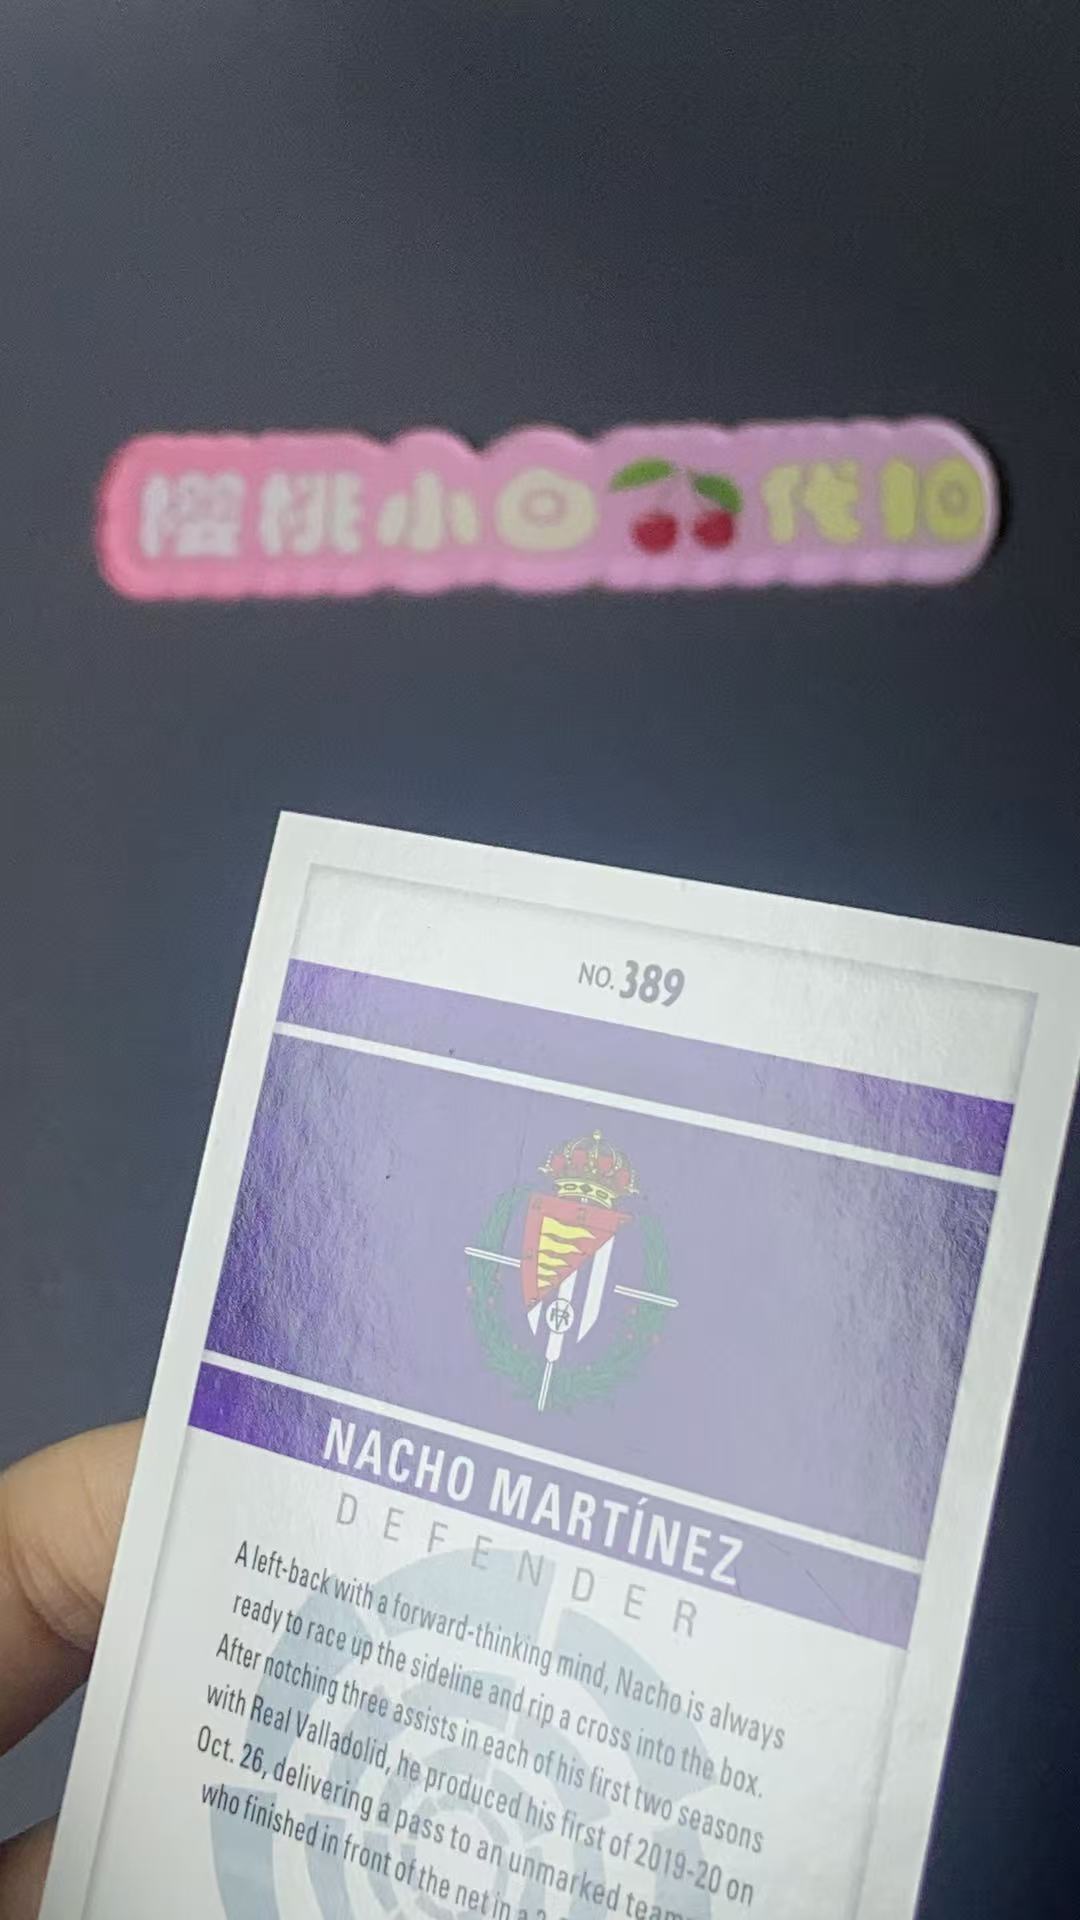 櫻桃小口代拍
NO. 389
NACHO MARTÍNEZ
DEFENDER
A left-back with a forward-thinking mind, Nacho is always
ready to race up the sideline and rip a cross into the box.
After notching three assists in each of his first two seasons
with Real Valladolid, he produced his first of 2019-20 on
Oct. 26, delivering a pass to an unmarked
who finished in front of the net in a